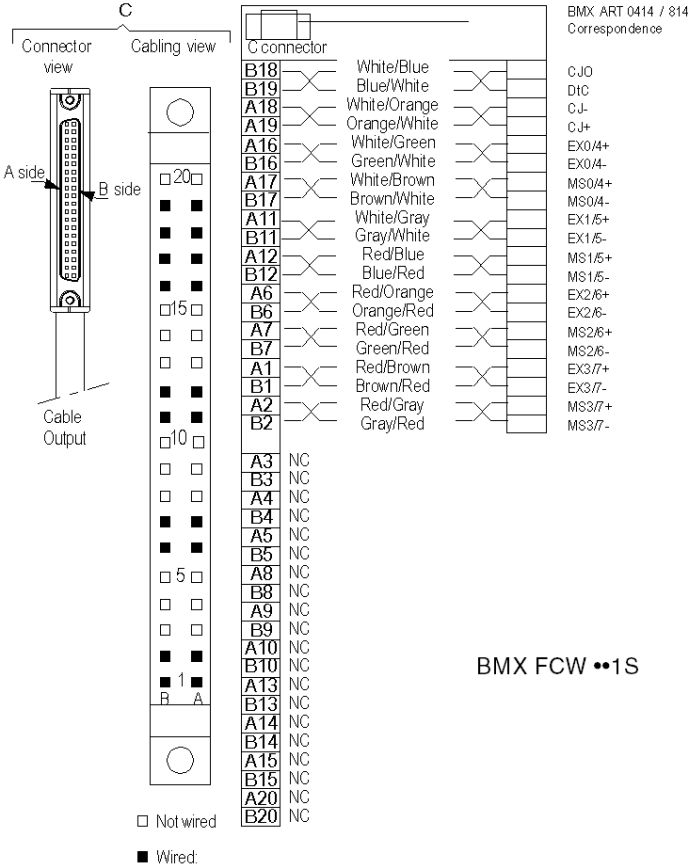 C
Connector view
Cabling view
A side
B side
Cable Output
20
15
10
5
1
B A
□ Not wired
■ Wired:
C connector
BMX ART 0414 / 814
Correspondence
B18 White/Blue CJ0
B19 Blue/White DtC
A18 White/Orange CJ-
A19 Orange/White CJ+
A16 White/Green EX0/4+
B16 Green/White EX0/4-
A17 White/Brown MS0/4+
B17 Brown/White MS0/4-
A11 White/Gray EX1/5+
B11 Gray/White EX1/5-
A12 Red/Blue MS1/5+
B12 Blue/Red MS1/5-
A6 Red/Orange EX2/6+
B6 Orange/Red EX2/6-
A7 Red/Green MS2/6+
B7 Green/Red MS2/6-
A1 Red/Brown EX3/7+
B1 Brown/Red EX3/7-
A2 Red/Gray MS3/7+
B2 Gray/Red MS3/7-
A3 NC
B3 NC
A4 NC
B4 NC
A5 NC
B5 NC
A8 NC
B8 NC
A9 NC
B9 NC
A10 NC
B10 NC
A13 NC
B13 NC
A14 NC
B14 NC
A15 NC
B15 NC
A20 NC
B20 NC
BMX FCW ••1S